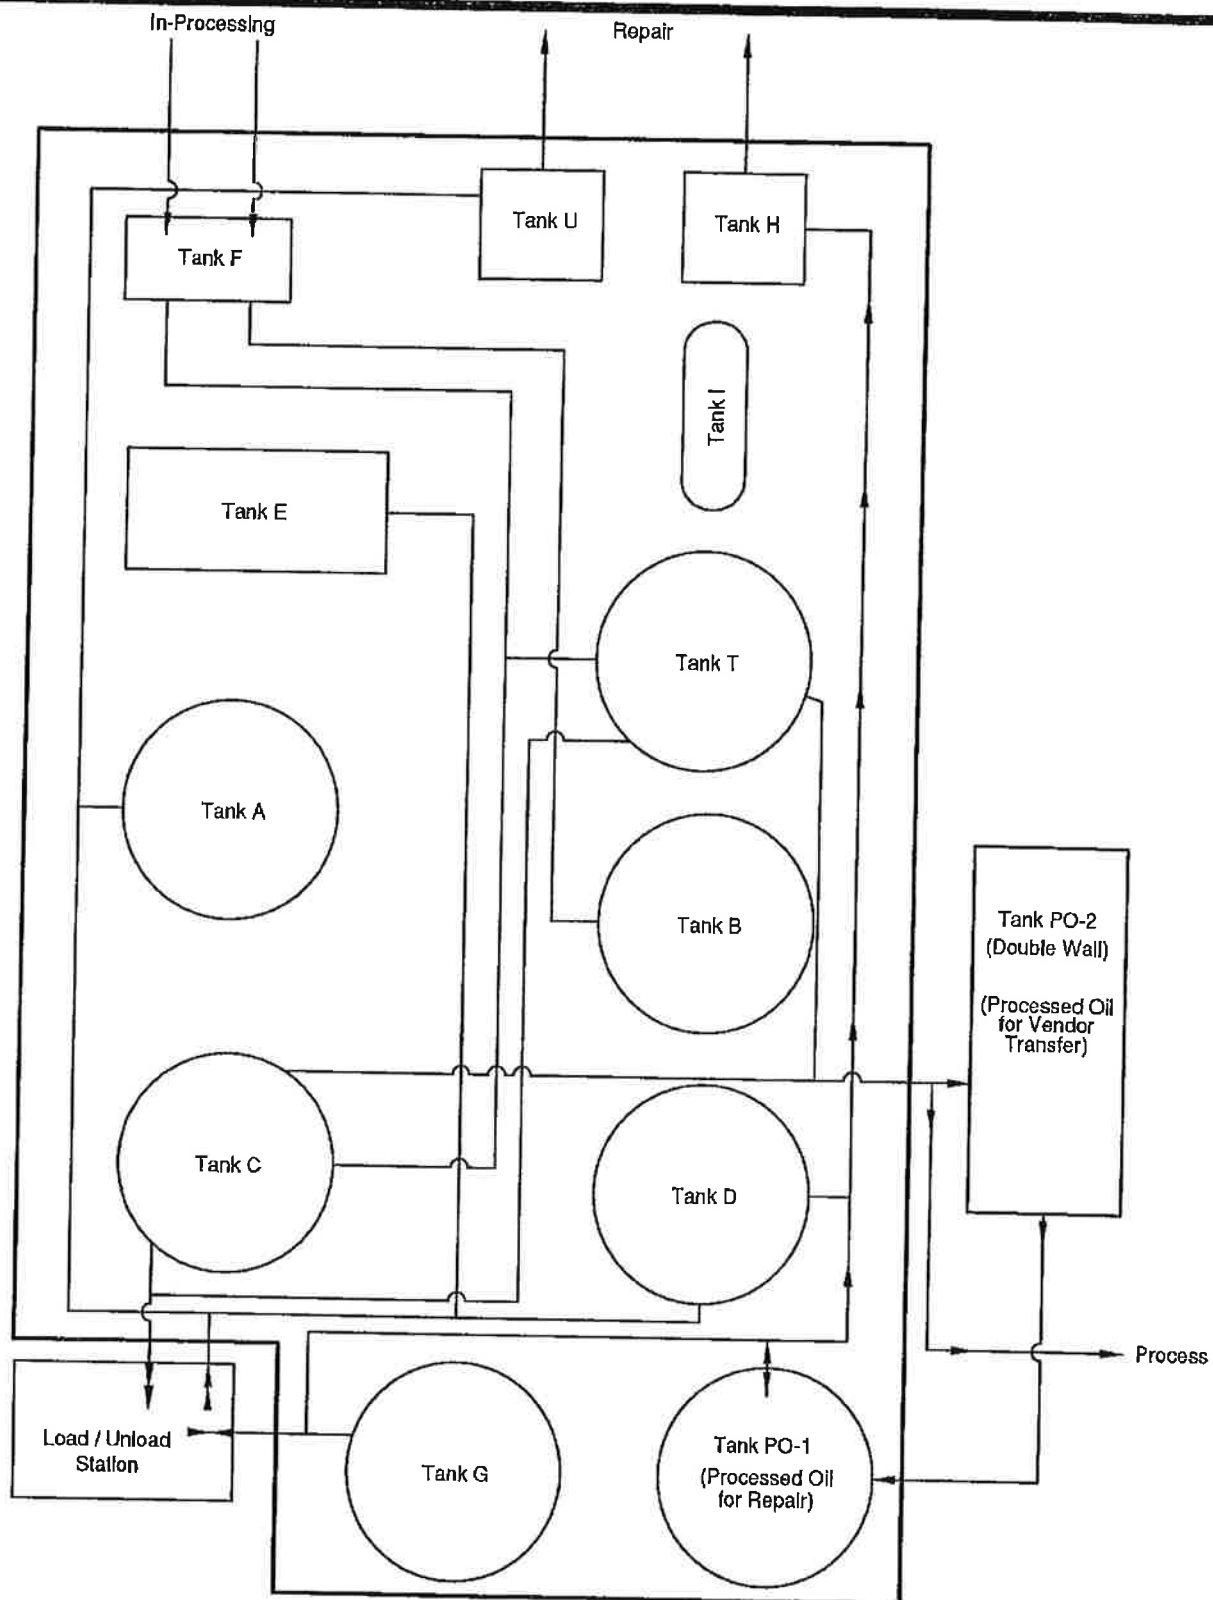 In-Processing
Repair
Tank U
Tank H
Tank F
Tank I
Tank E
Tank T
Tank A
Tank B
Tank PO-2
(Double Wall)
(Processed Oil
for Vendor
Transfer)
Tank C
Tank D
Process
Load / Unload
Station
Tank G
Tank PO-1
(Processed Oil
for Repair)